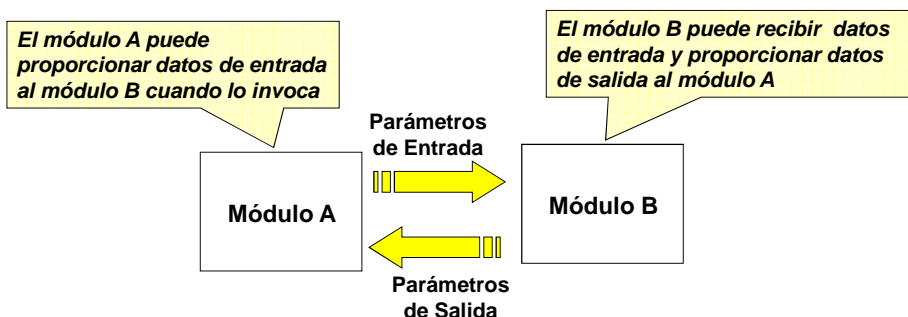 El módulo A puede
proporcionar datos de entrada
al módulo B cuando lo invoca
El módulo B puede recibir datos
de entrada y proporcionar datos
de salida al módulo A
Parámetros
de Entrada
Módulo A
Módulo B
Parámetros
de Salida